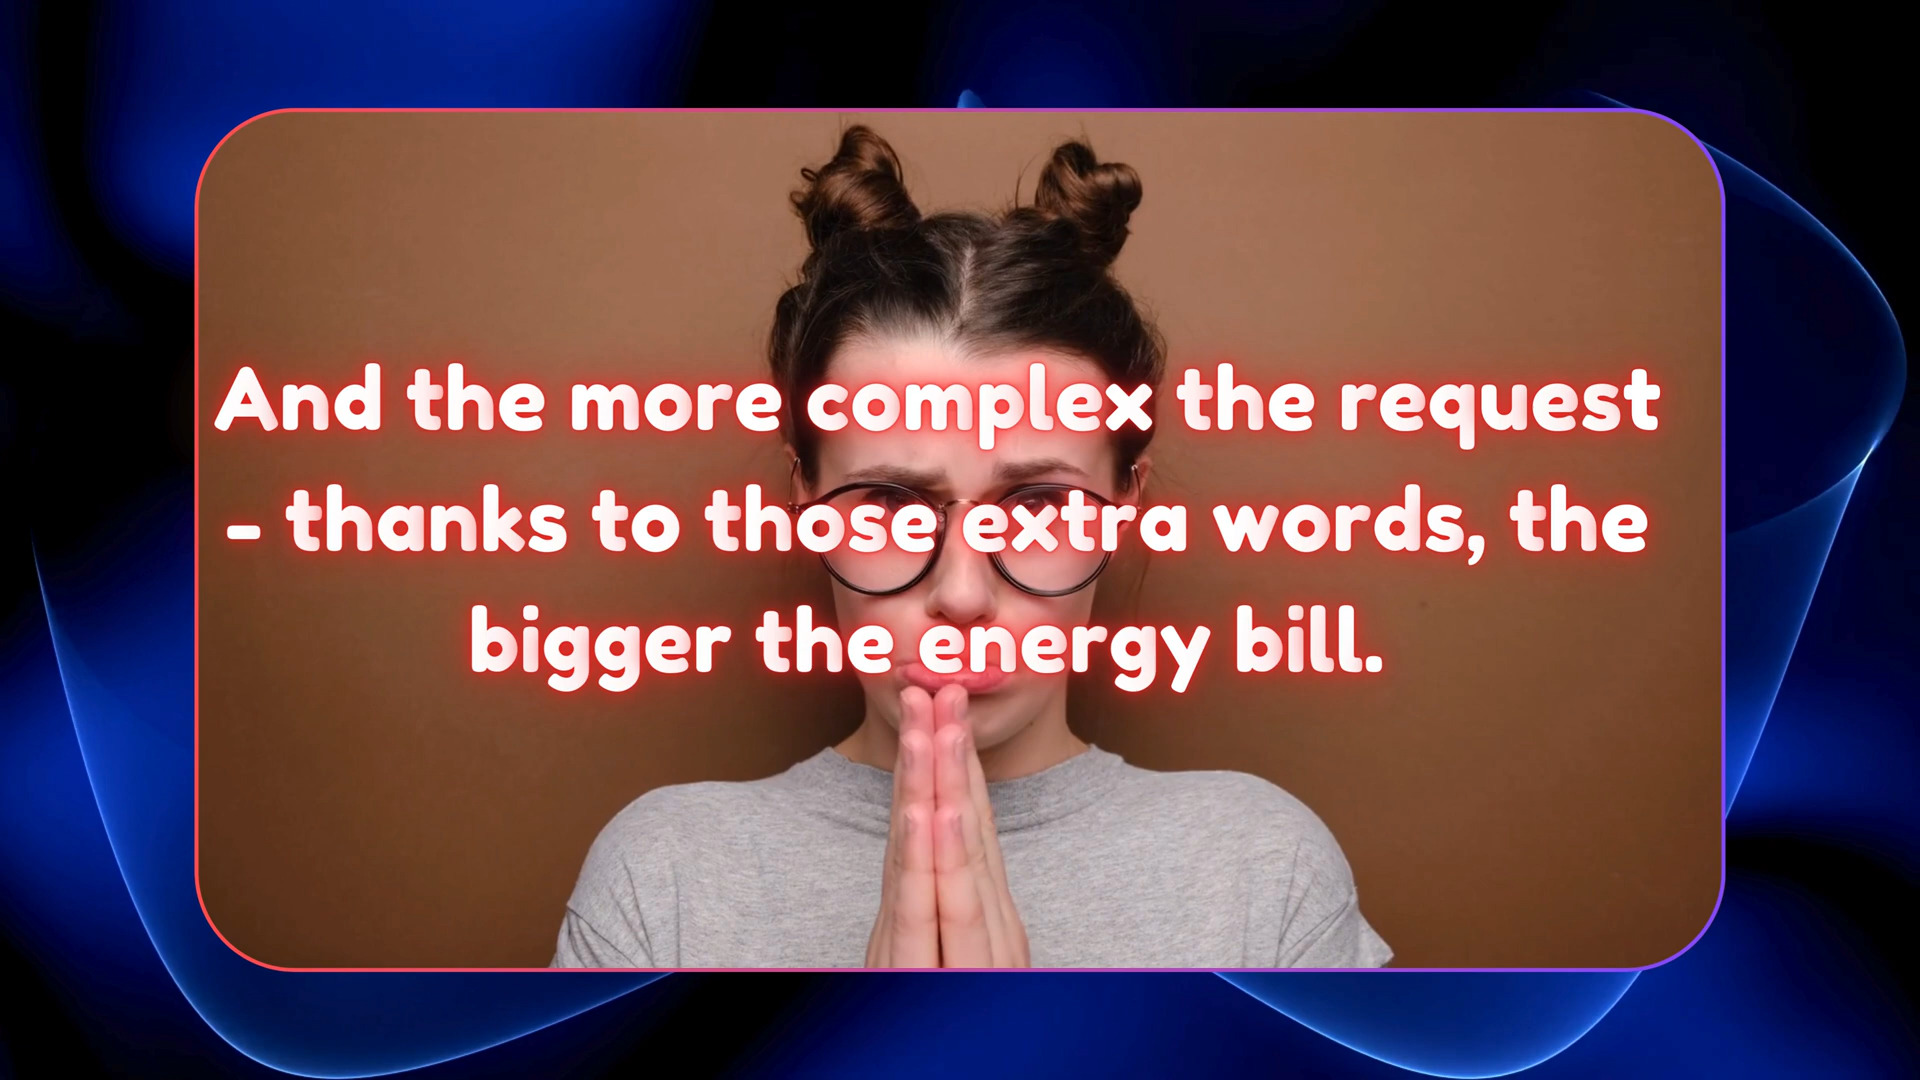 And the more complex the request
- thanks to those extra words, the
bigger the energy bill.